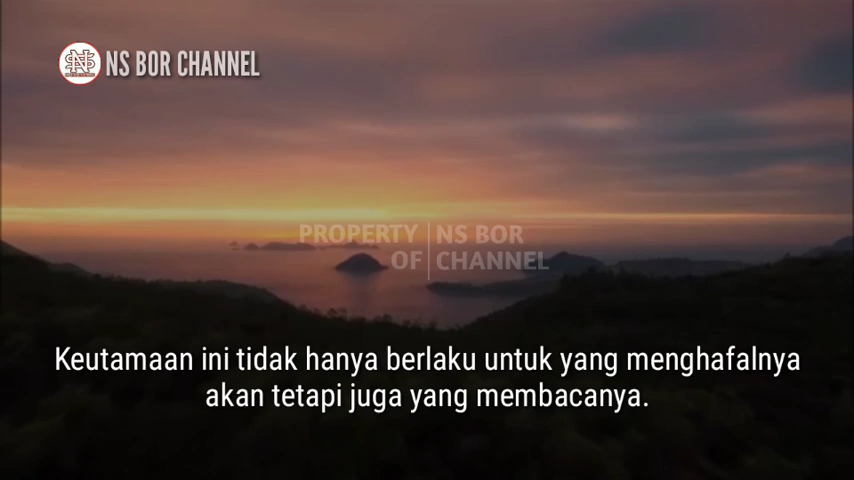 NS BOR CHANNEL
PROPERTY NS BOR
OF CHANNEL
Keutamaan ini tidak hanya berlaku untuk yang menghafalnya
akan tetapi juga yang membacanya.